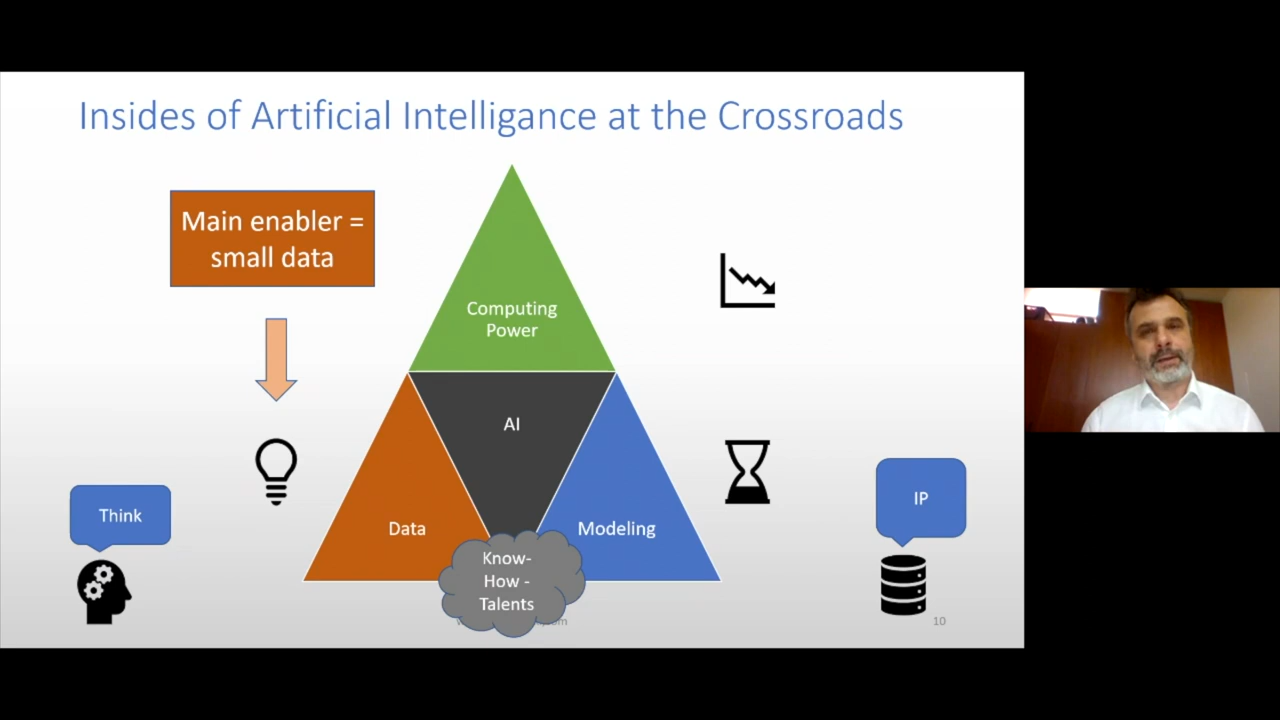 Insides of Artificial Intelligance at the Crossroads
Main enabler =
small data
Computing
Power
AI
Data
Modeling
Know-
How -
Talents
Think
IP
10